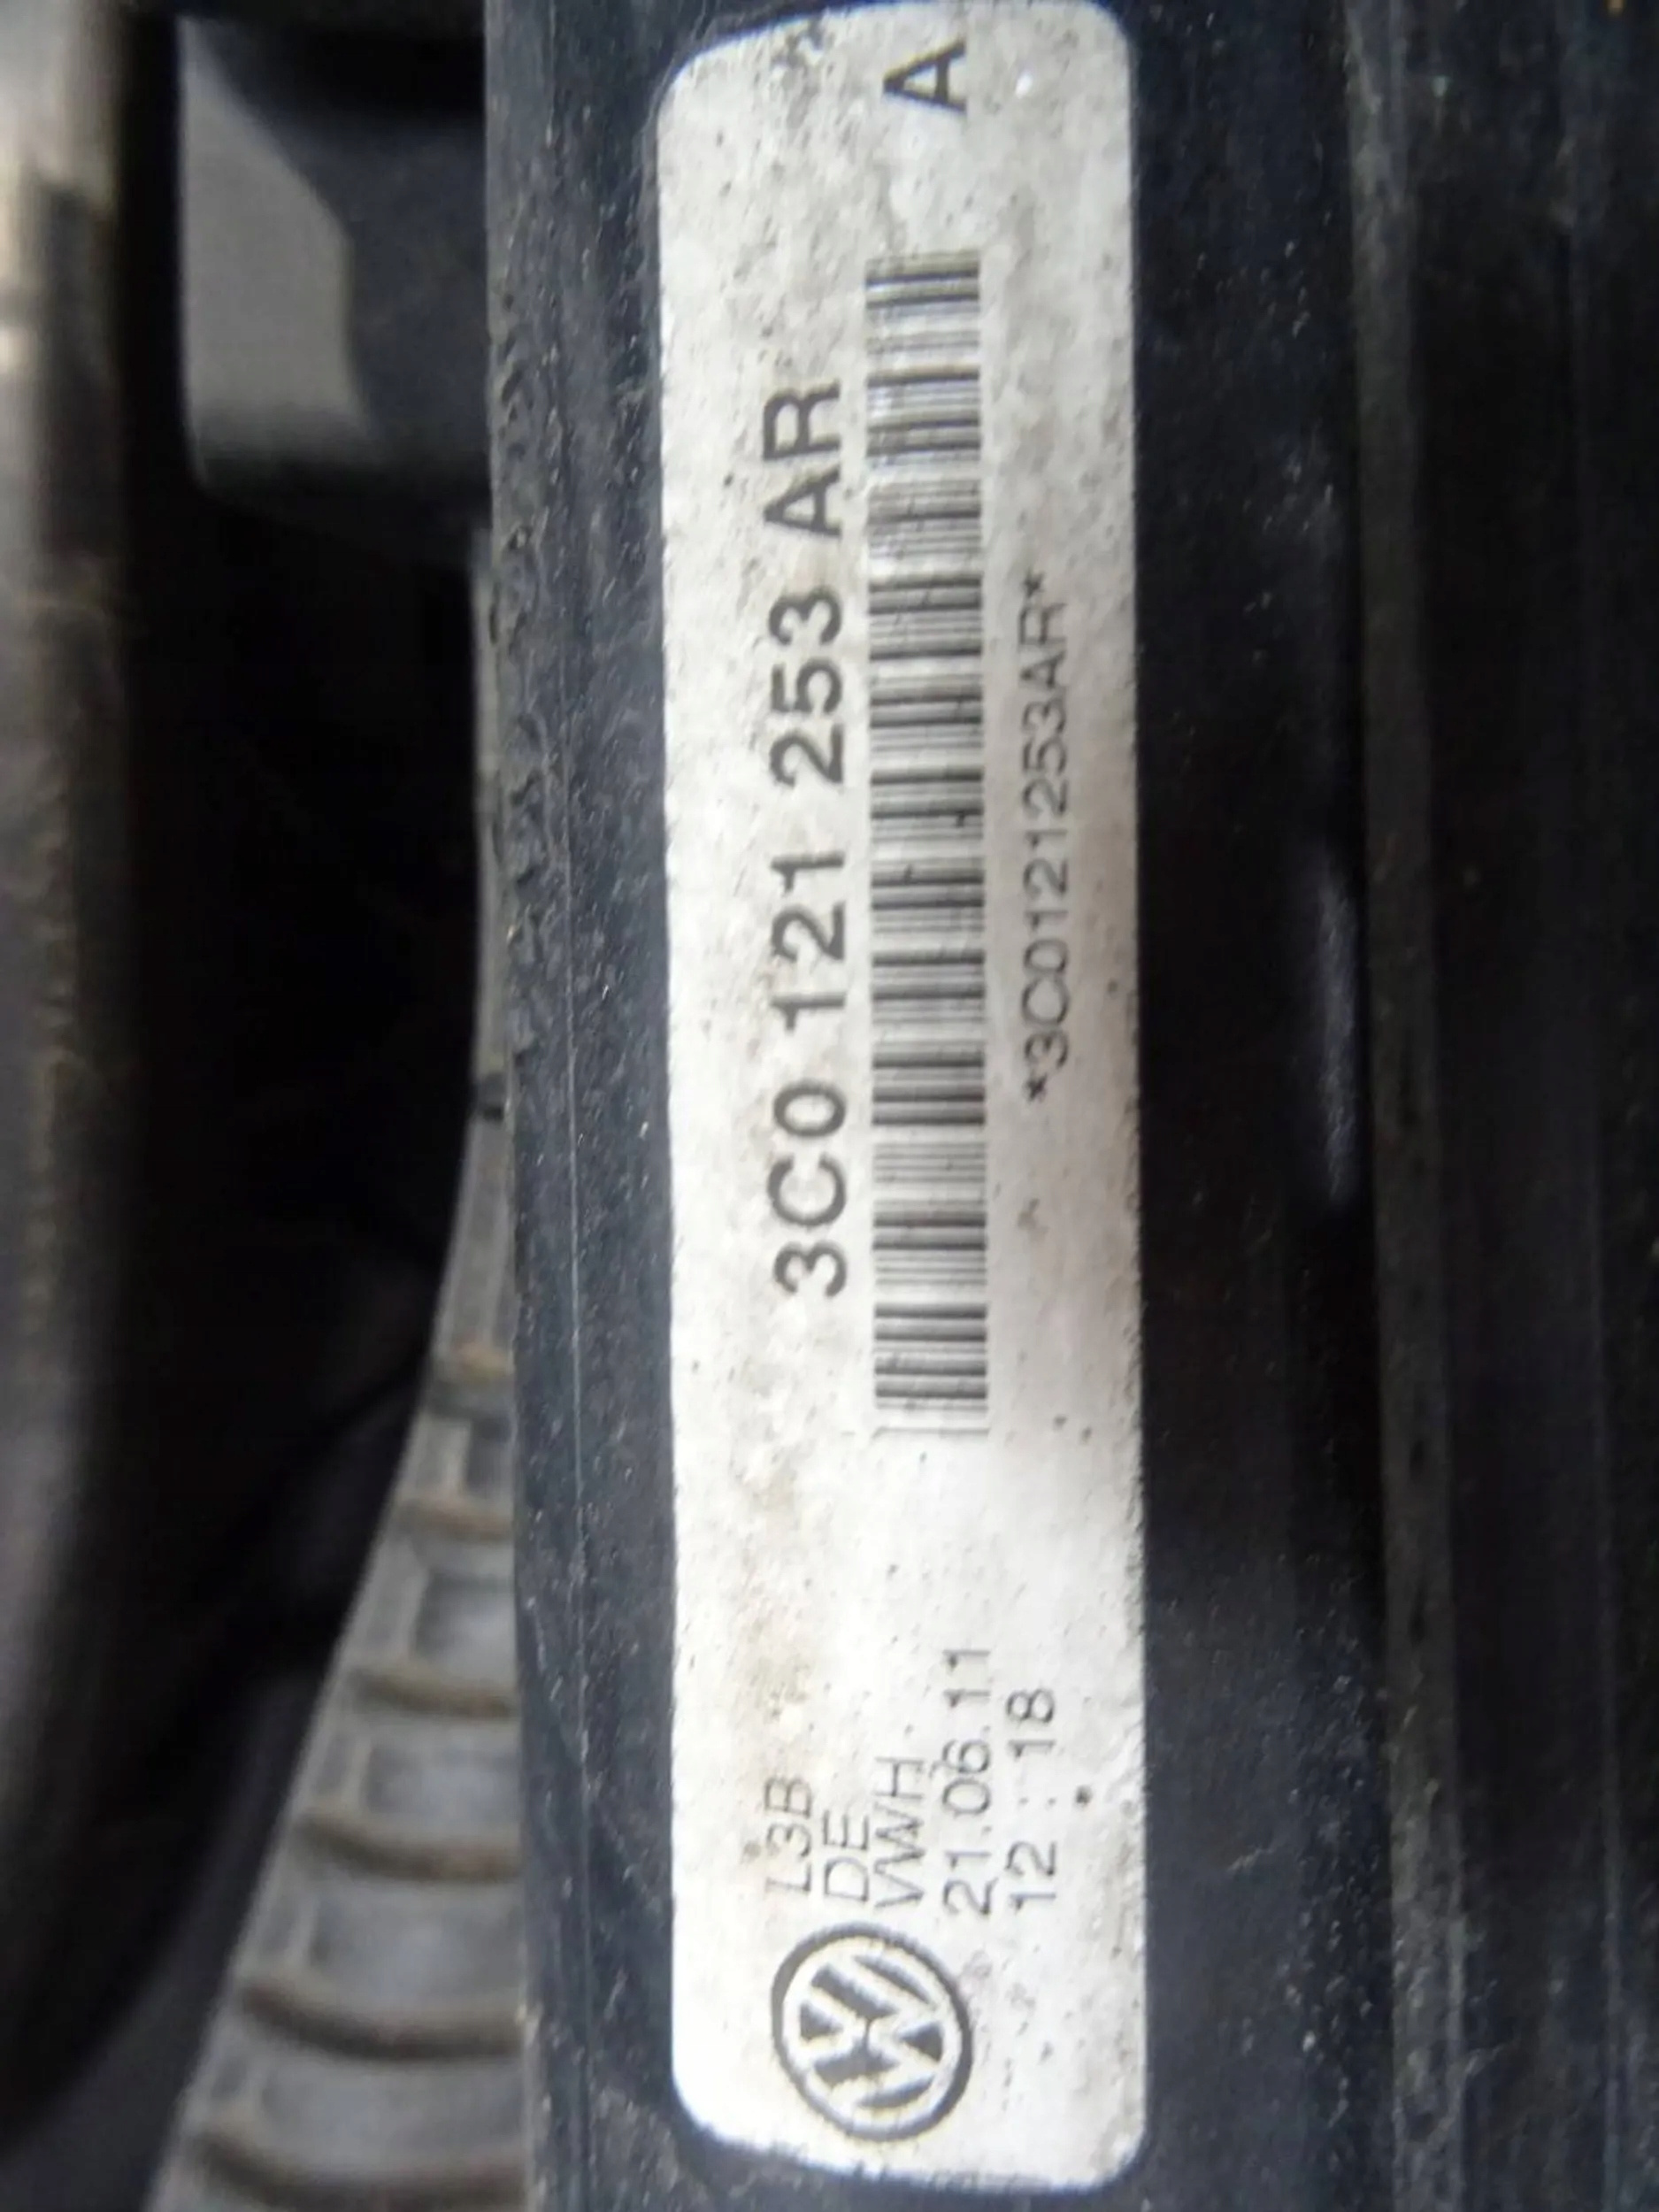 3C0 121 253 AR
A
*3C0121253AR*
L3B
DE
VWH
21.06.11
12:18